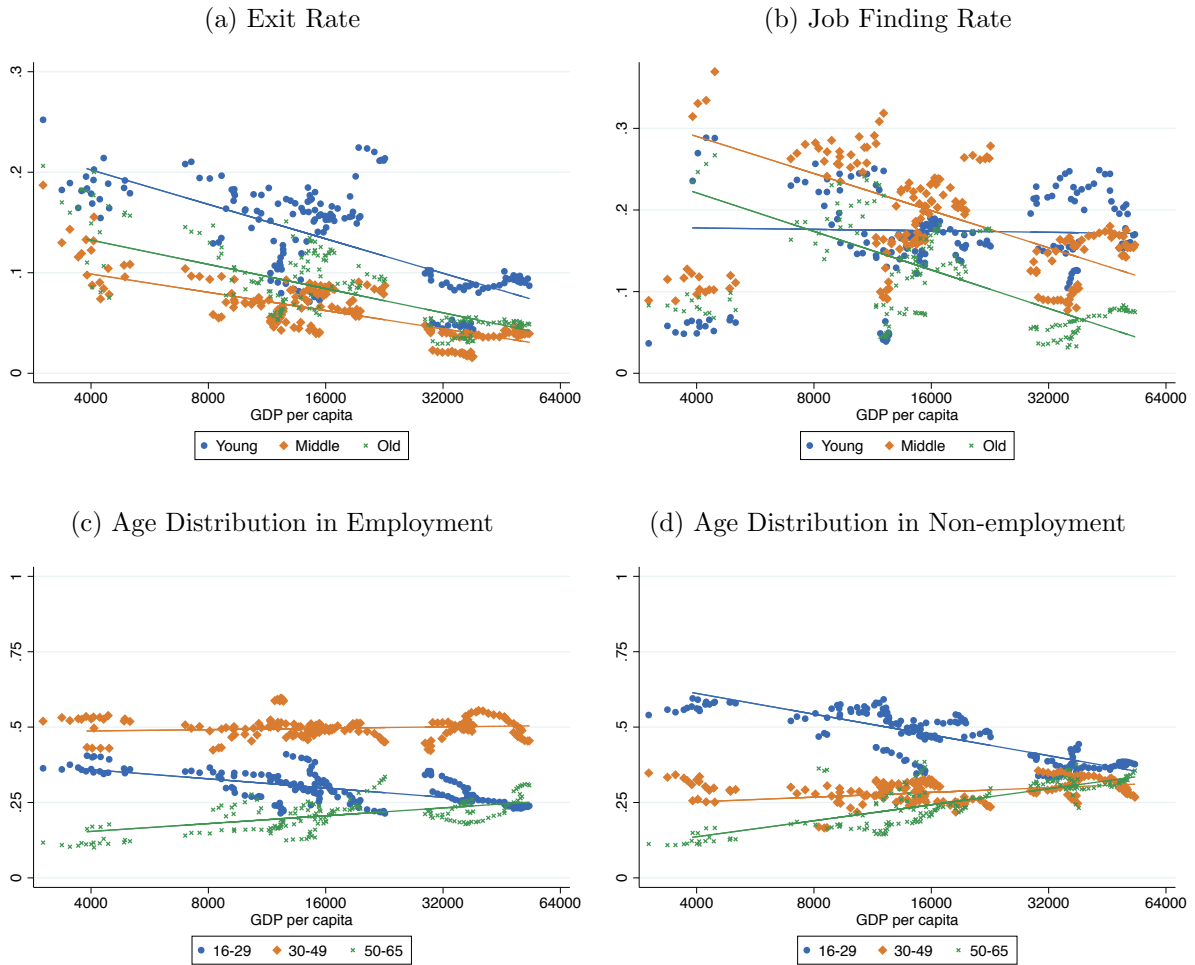 (a) Exit Rate
.3
.2
.1
0
4000 8000 16000 32000 64000
GDP per capita
Young Middle Old
(b) Job Finding Rate
.3
.2
.1
0
4000 8000 16000 32000 64000
GDP per capita
Young Middle Old
(c) Age Distribution in Employment
1
.75
.5
.25
0
4000 8000 16000 32000 64000
GDP per capita
16-29 30-49 50-65
(d) Age Distribution in Non-employment
1
.75
.5
.25
0
4000 8000 16000 32000 64000
GDP per capita
16-29 30-49 50-65